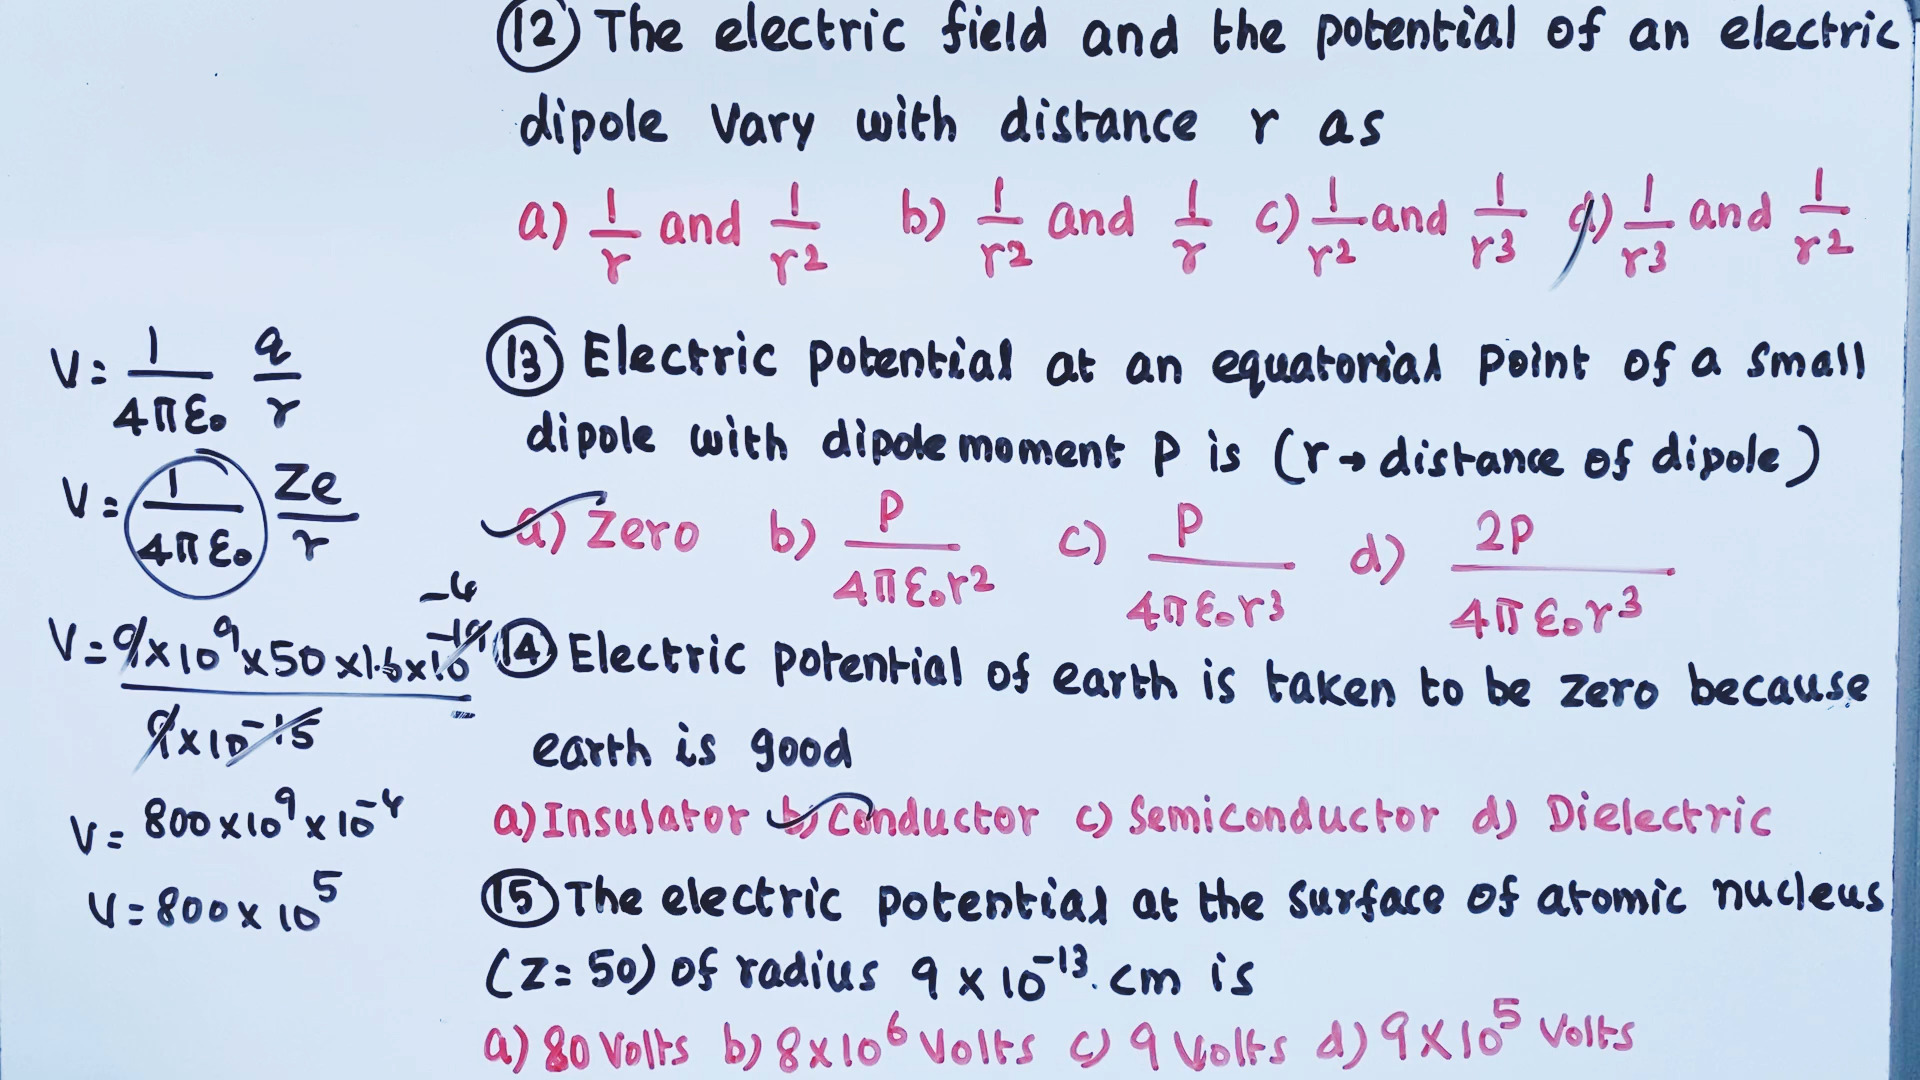 (12) The electric field and the potential of an electric
dipole vary with distance r as
a) 1/r and 1/r² b) 1/r² and 1/r c) 1/r² and 1/r³ d) 1/r³ and 1/r²
(13) Electric potential at an equatorial point of a small
dipole with dipole moment P is (r→ distance of dipole)
a) Zero b) P/4πε₀r² c) P/4πε₀r³ d) 2P/4πε₀r³
(14) Electric potential of earth is taken to be zero because
earth is good
a) Insulator b) Conductor c) Semiconductor d) Dielectric
(15) The electric potential at the surface of atomic nucleus
(Z = 50) of radius 9 × 10⁻¹³ cm is
a) 80 Volts b) 8×10⁶ Volts c) 9 Volts d) 9×10⁵ Volts
V = 1/4πε₀ q/r
V = 1/4πε₀ Ze/r
-4
V = 9×10⁹×50×1.6×10⁻¹⁹
9×10⁻¹⁵
V = 800×10⁹×10⁻⁴
V = 800×10⁵